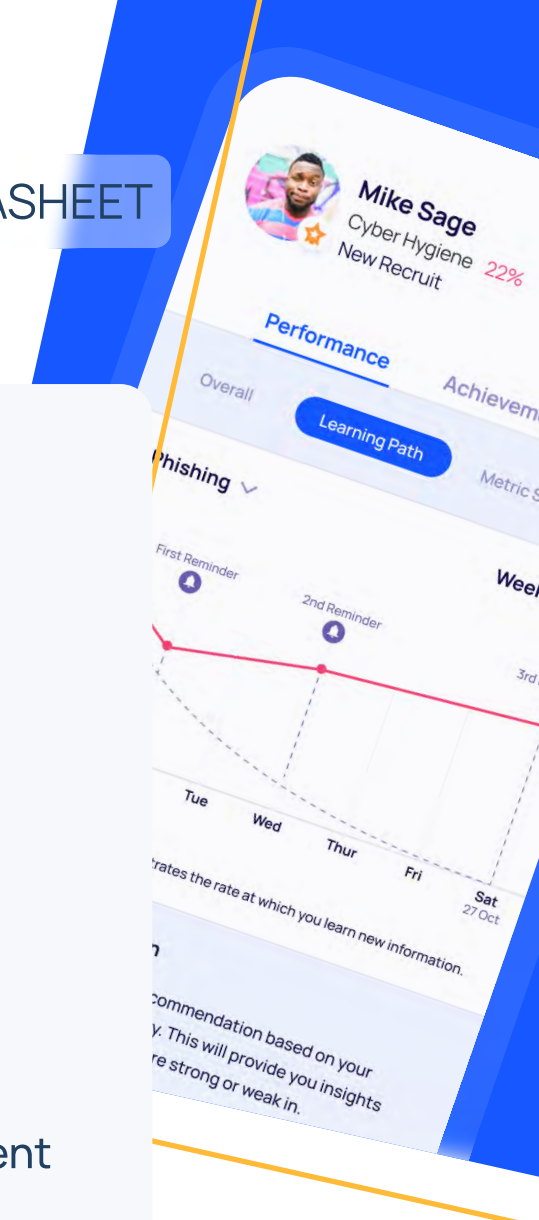 ASHEET
Mike Sage
Cyber Hygiene 22%
New Recruit
Performance
Achievem
Overall
Learning Path
Metric S
Phishing
Week
First Reminder
2nd Reminder
3rd
Tue
Wed
Thur
Fri
Sat
27 Oct
trates the rate at which you learn new information.
n
commendation based on your
y. This will provide you insights
re strong or weak in.
ent